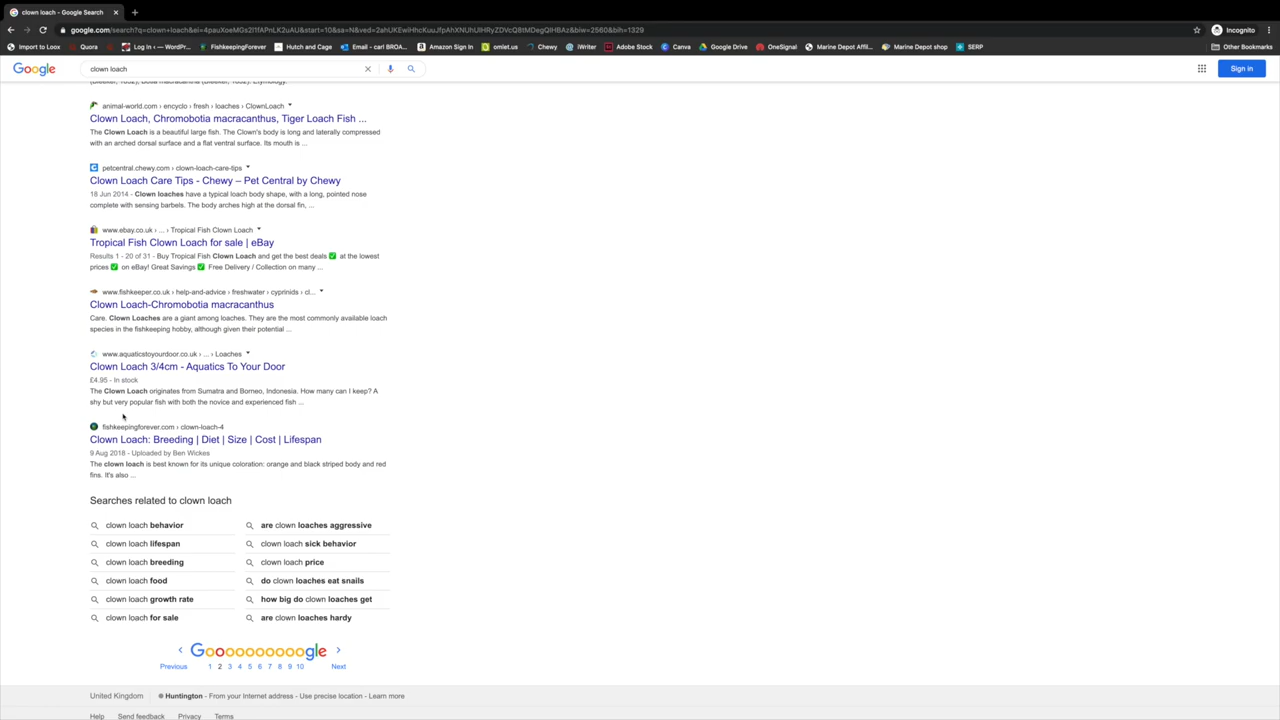 clown loach - Google Search
google.com/search?q=clown+loach&ei=4pauXoeMGs2l1fAPnLK2uAU&start=10&sa=N&ved=2ahUKEwiHhcKuuJfpAhXNUhUIHRyZDVcQ8tMDegQIHBAz&biw=2560&bih=1329
Incognito
Import to Loox Quora Log In ‹ — WordPr... FishkeepingForever Hutch and Cage Email - carl BROA... Amazon Sign In omlet.us Chewy iWriter Adobe Stock Canva Google Drive OneSignal Marine Depot Affil... Marine Depot shop SERP Other Bookmarks
Google clown loach Sign in
animal-world.com › encyclo › fresh › loaches › ClownLoach
Clown Loach, Chromobotia macracanthus, Tiger Loach Fish ...
The Clown Loach is a beautiful large fish. The Clown's body is long and laterally compressed
with an arched dorsal surface and a flat ventral surface. Its mouth is ...
petcentral.chewy.com › clown-loach-care-tips
Clown Loach Care Tips - Chewy – Pet Central by Chewy
18 Jun 2014 - Clown loaches have a typical loach body shape, with a long, pointed nose
complete with sensing barbels. The body arches high at the dorsal fin, ...
www.ebay.co.uk › ... › Tropical Fish Clown Loach
Tropical Fish Clown Loach for sale | eBay
Results 1 - 20 of 31 - Buy Tropical Fish Clown Loach and get the best deals ✅ at the lowest
prices ✅ on eBay! Great Savings ✅ Free Delivery / Collection on many ...
www.fishkeeper.co.uk › help-and-advice › freshwater › cyprinids › cl...
Clown Loach-Chromobotia macracanthus
Care. Clown Loaches are a giant among loaches. They are the most commonly available loach
species in the fishkeeping hobby, although given their potential ...
www.aquaticstoyourdoor.co.uk › ... › Loaches
Clown Loach 3/4cm - Aquatics To Your Door
£4.95 - In stock
The Clown Loach originates from Sumatra and Borneo, Indonesia. How many can I keep? A
shy but very popular fish with both the novice and experienced fish ...
fishkeepingforever.com › clown-loach-4
Clown Loach: Breeding | Diet | Size | Cost | Lifespan
9 Aug 2018 - Uploaded by Ben Wickes
The clown loach is best known for its unique coloration: orange and black striped body and red
fins. It's also ...
Searches related to clown loach
clown loach behavior are clown loaches aggressive
clown loach lifespan clown loach sick behavior
clown loach breeding clown loach price
clown loach food do clown loaches eat snails
clown loach growth rate how big do clown loaches get
clown loach for sale are clown loaches hardy
Goooooooooogle
Previous 1 2 3 4 5 6 7 8 9 10 Next
United Kingdom Huntington - From your Internet address - Use precise location - Learn more
Help Send feedback Privacy Terms